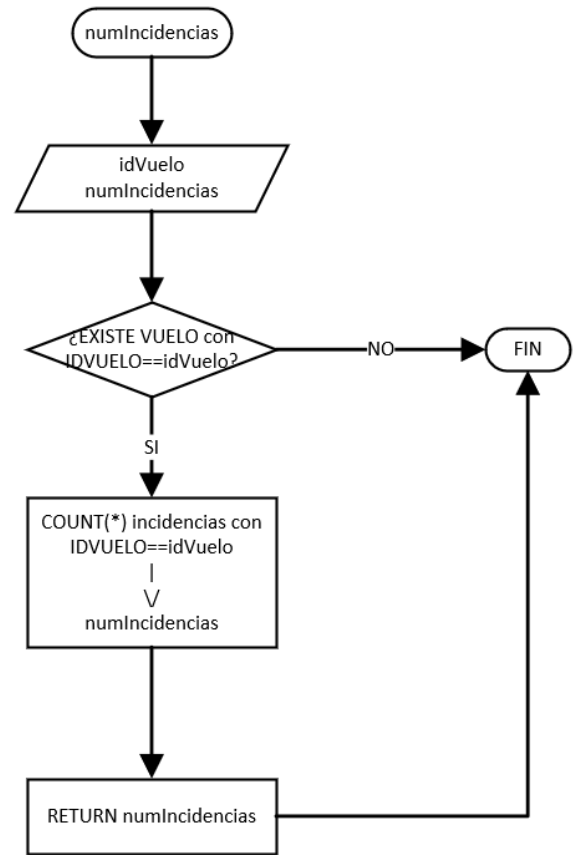 numIncidencias
idVuelo
numIncidencias
¿EXISTE VUELO con
IDVUELO==idVuelo?
NO
FIN
SI
COUNT(*) incidencias con
IDVUELO==idVuelo
|
\/
numIncidencias
RETURN numIncidencias